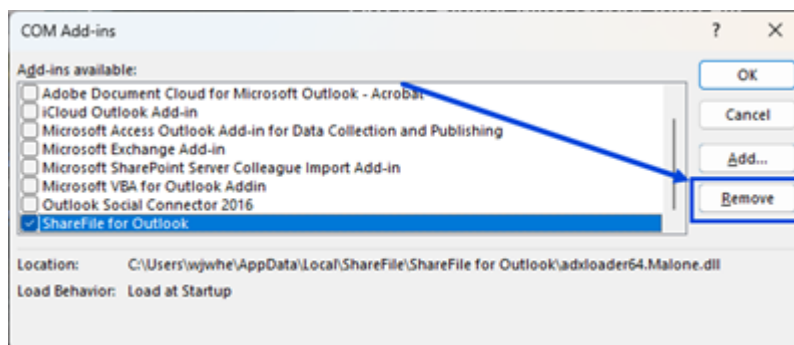 COM Add-ins ? ×
Add-ins available:
Adobe Document Cloud for Microsoft Outlook - Acrobat
iCloud Outlook Add-in
Microsoft Access Outlook Add-in for Data Collection and Publishing
Microsoft Exchange Add-in
Microsoft SharePoint Server Colleague Import Add-in
Microsoft VBA for Outlook Addin
Outlook Social Connector 2016
ShareFile for Outlook
OK
Cancel
Add...
Remove
Location: C:\Users\wjwhe\AppData\Local\ShareFile\ShareFile for Outlook\adxloader64.Malone.dll
Load Behavior: Load at Startup